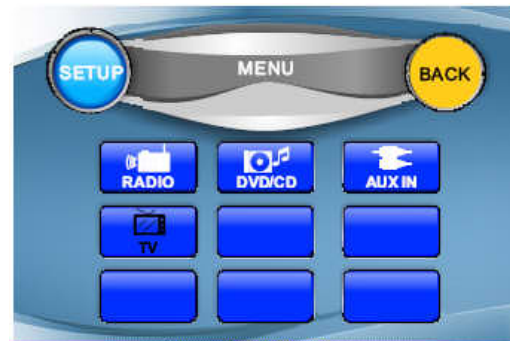 SETUP
MENU
BACK
RADIO
DVD/CD
AUX IN
TV